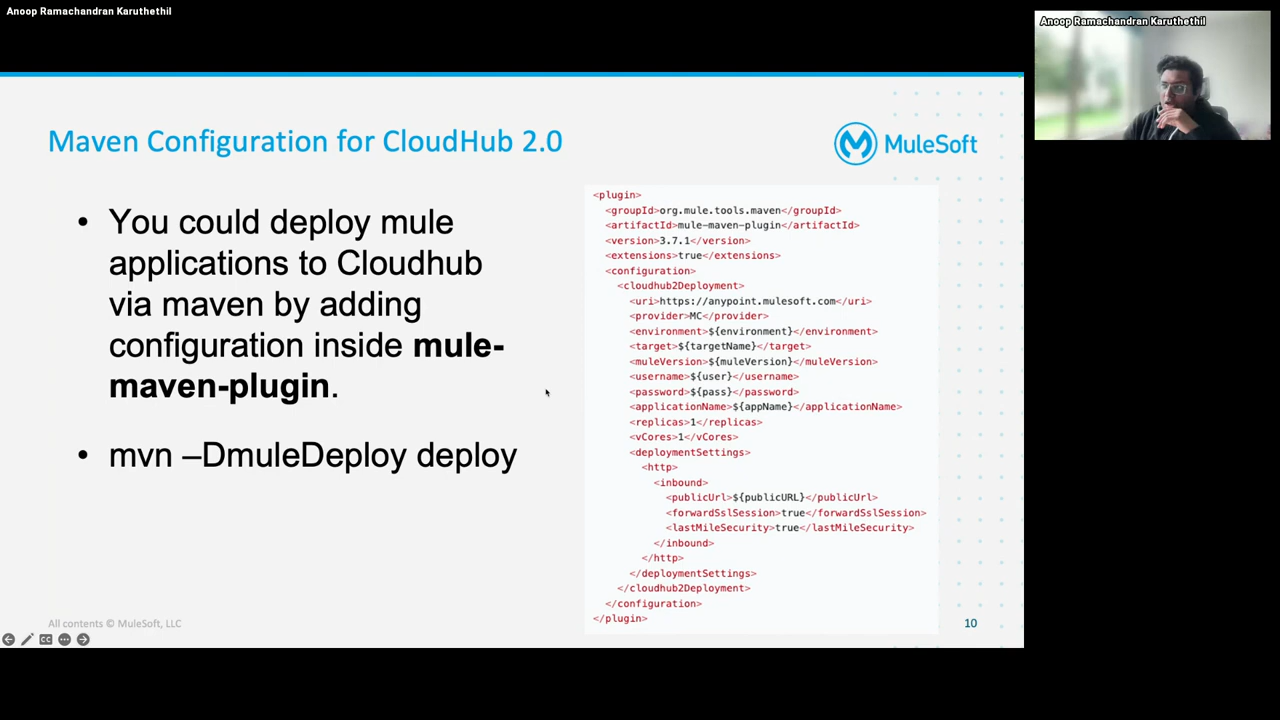 Anoop Ramachandran Karuthethil
Anoop Ramachandran Karuthethil
Maven Configuration for CloudHub 2.0
MuleSoft
• You could deploy mule
applications to Cloudhub
via maven by adding
configuration inside mule-
maven-plugin.
• mvn –DmuleDeploy deploy
<plugin>
<groupId>org.mule.tools.maven</groupId>
<artifactId>mule-maven-plugin</artifactId>
<version>3.7.1</version>
<extensions>true</extensions>
<configuration>
<cloudhub2Deployment>
<uri>https://anypoint.mulesoft.com</uri>
<provider>MC</provider>
<environment>${environment}</environment>
<target>${targetName}</target>
<muleVersion>${muleVersion}</muleVersion>
<username>${user}</username>
<password>${pass}</password>
<applicationName>${appName}</applicationName>
<replicas>1</replicas>
<vCores>1</vCores>
<deploymentSettings>
<http>
<inbound>
<publicUrl>${publicURL}</publicUrl>
<forwardSslSession>true</forwardSslSession>
<lastMileSecurity>true</lastMileSecurity>
</inbound>
</http>
</deploymentSettings>
</cloudhub2Deployment>
</configuration>
</plugin>
All contents © MuleSoft, LLC
10
CC